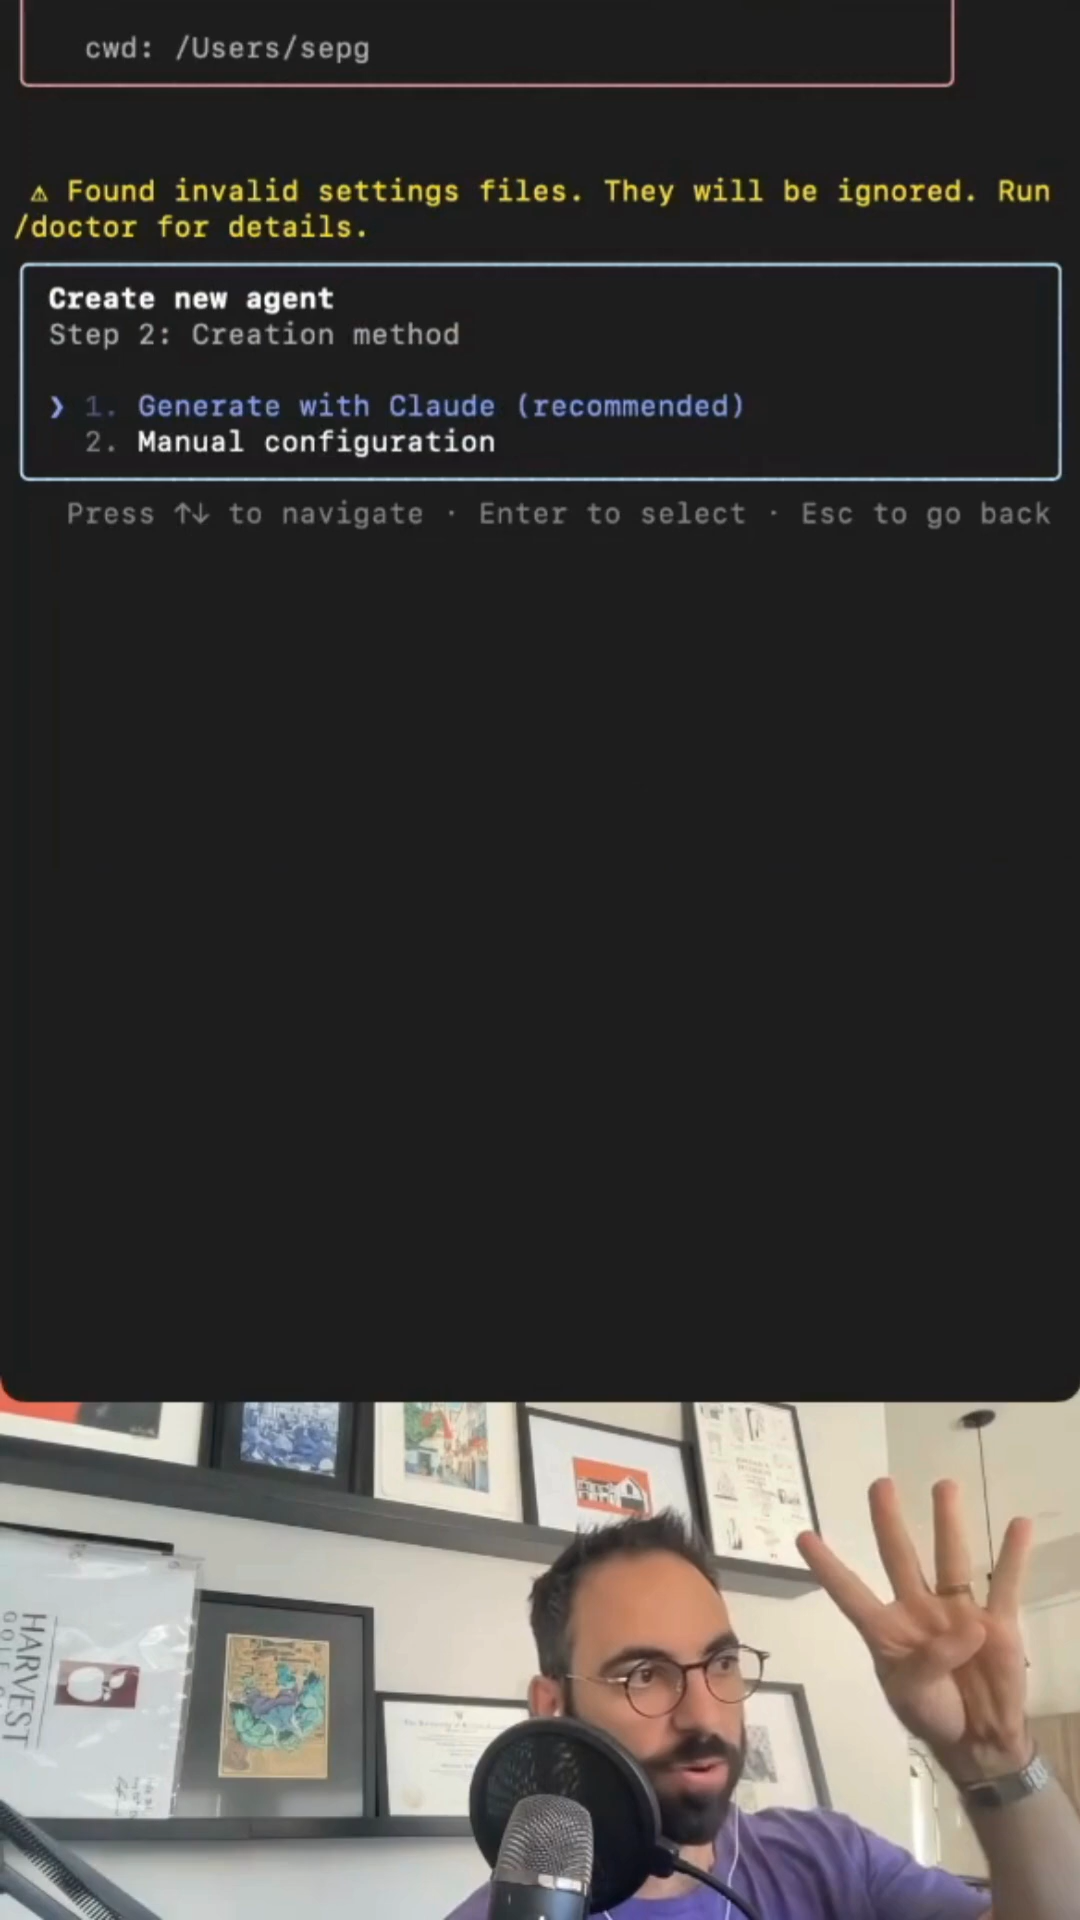 cwd: /Users/sepg
⚠ Found invalid settings files. They will be ignored. Run
/doctor for details.
Create new agent
Step 2: Creation method
❯ 1. Generate with Claude (recommended)
2. Manual configuration
Press ↑↓ to navigate · Enter to select · Esc to go back
HARVEST